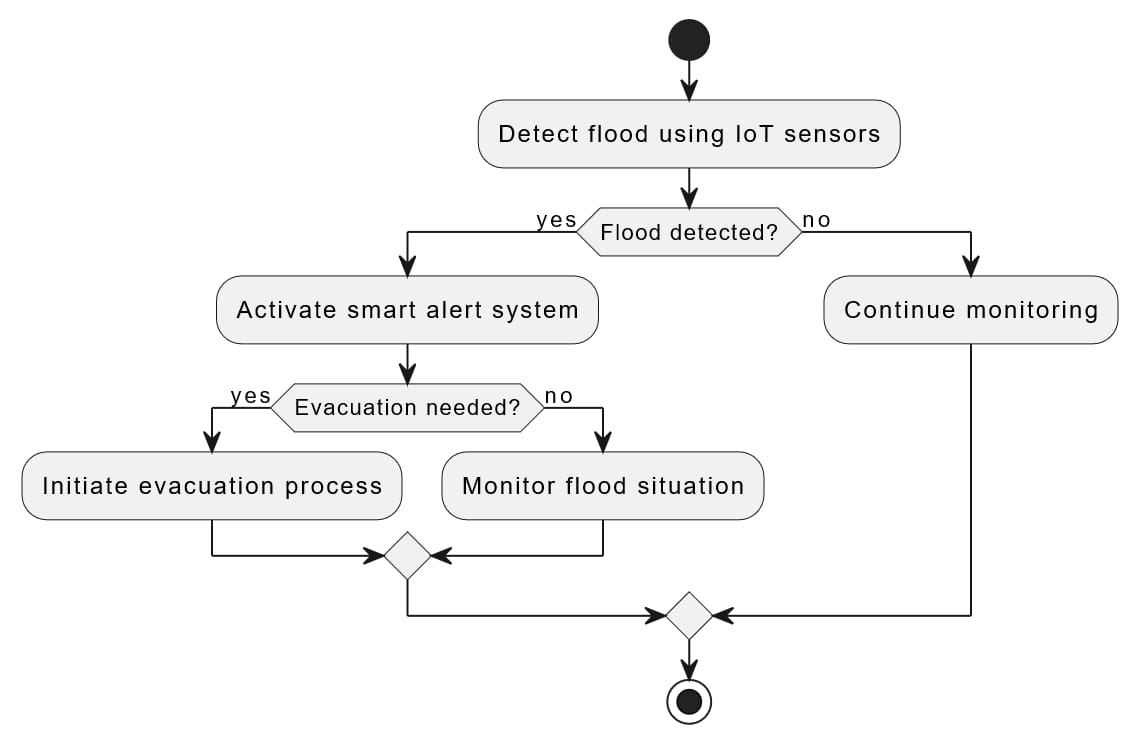 Detect flood using IoT sensors
yes
Flood detected?
no
Activate smart alert system
Continue monitoring
yes
Evacuation needed?
no
Initiate evacuation process
Monitor flood situation